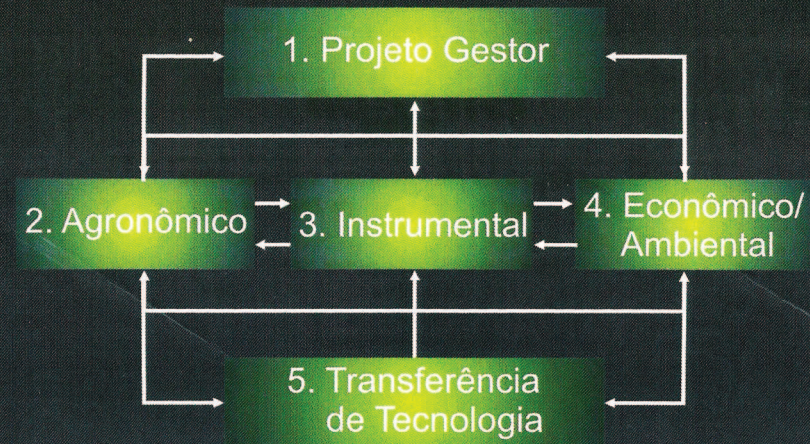 1. Projeto Gestor
2. Agronômico
3. Instrumental
4. Econômico/
Ambiental
5. Transferência
de Tecnologia